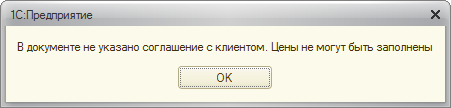 1С:Предприятие
В документе не указано соглашение с клиентом. Цены не могут быть заполнены
OK